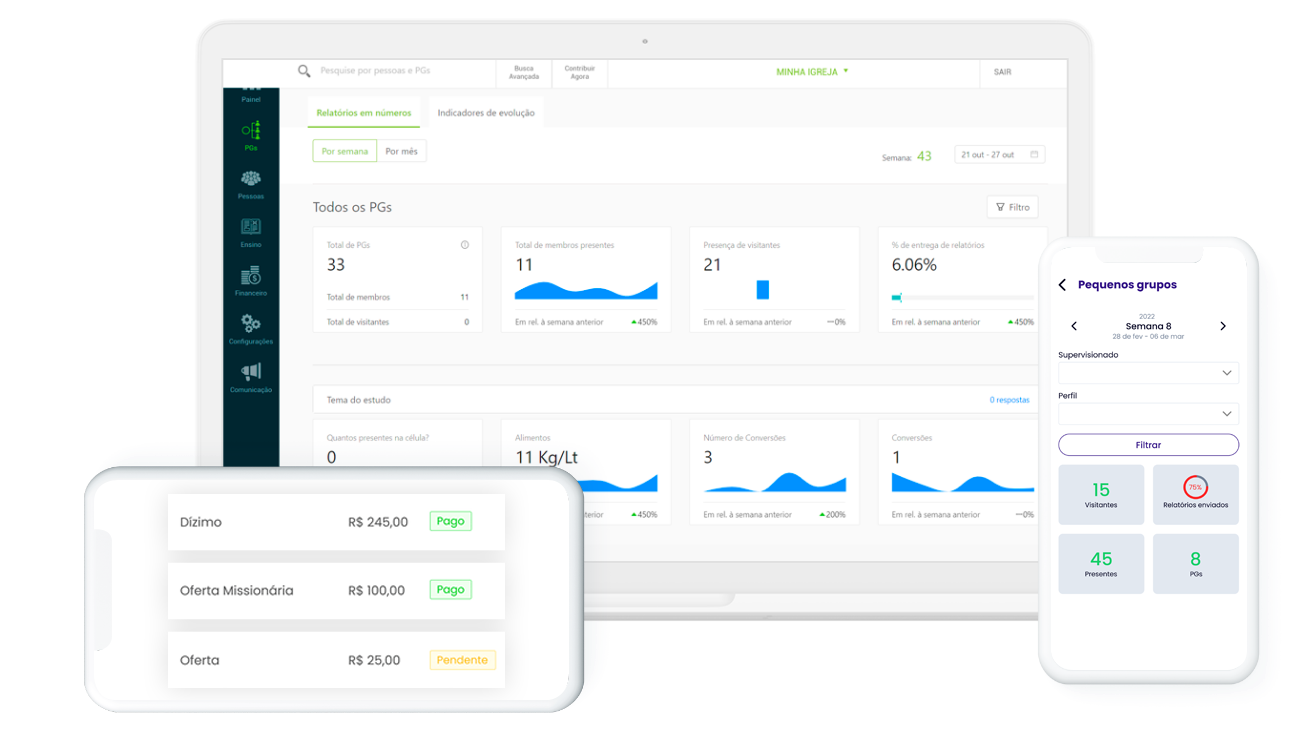 Pesquise por pessoas e PGs
Busca
Avançada
Contribuir
Agora
MINHA IGREJA
SAIR
Painel
PGs
Pessoas
Ensino
Financeiro
Configurações
Comunicação
Relatórios em números
Indicadores de evolução
Por semana
Por mês
Semana: 43
21 out - 27 out
Todos os PGs
Filtro
Total de PGs
33
Total de membros 11
Total de visitantes 0
Total de membros presentes
11
Em rel. à semana anterior 450%
Presença de visitantes
21
Em rel. à semana anterior —0%
% de entrega de relatórios
6.06%
Em rel. à semana anterior 450%
Tema do estudo
0 respostas
Quantos presentes na célula?
0
Alimentos
11 Kg/Lt
terior 450%
Número de Conversões
3
Em rel. à semana anterior 200%
Conversões
1
Em rel. à semana anterior —0%
Dízimo R$ 245,00 Pago
Oferta Missionária R$ 100,00 Pago
Oferta R$ 25,00 Pendente
Pequenos grupos
2022
Semana 8
28 de fev - 06 de mar
Supervisionado
Perfil
Filtrar
15
Visitantes
75%
Relatórios enviados
45
Presentes
8
PGs